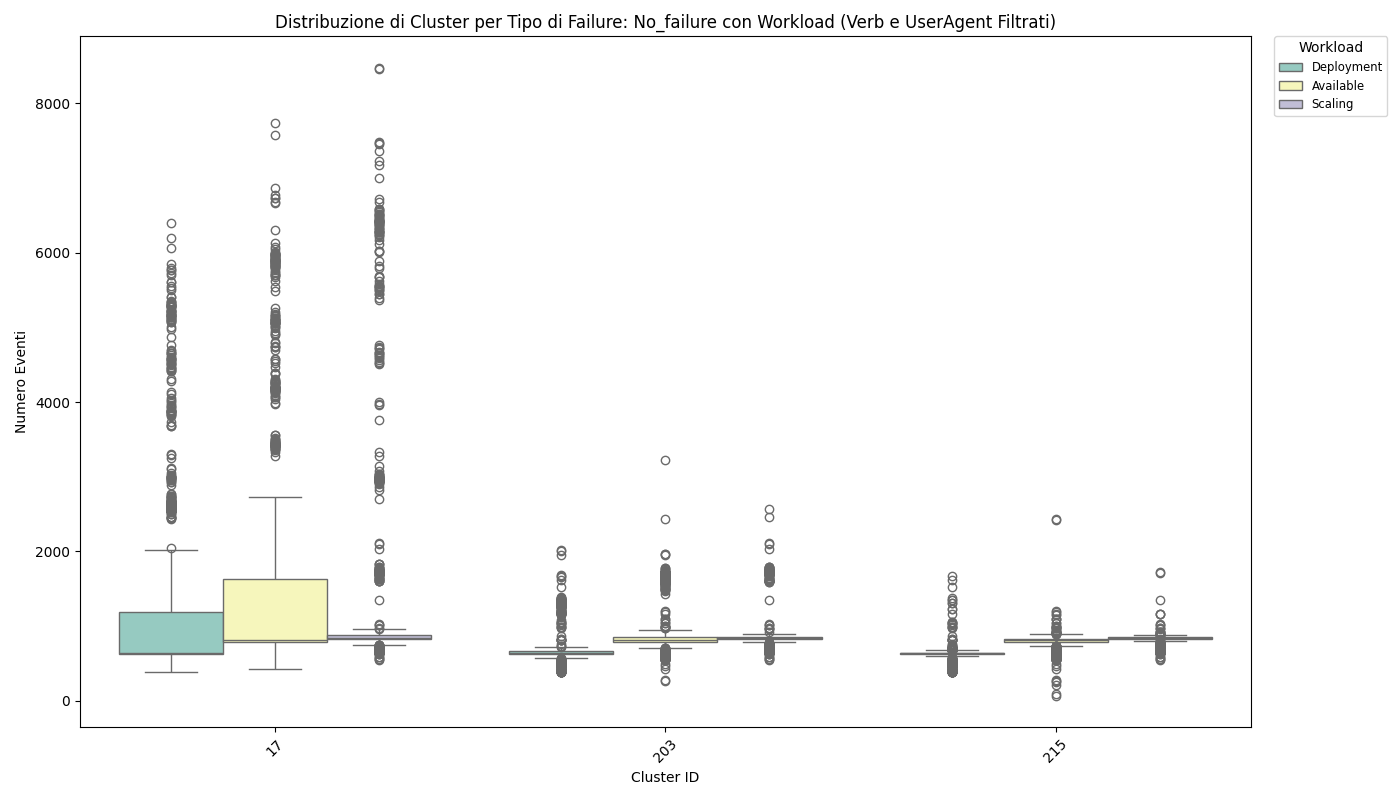 Distribuzione di Cluster per Tipo di Failure: No_failure con Workload (Verb e UserAgent Filtrati)
Workload
Deployment
Available
Scaling
Numero Eventi
8000
6000
4000
2000
0
17
203
215
Cluster ID